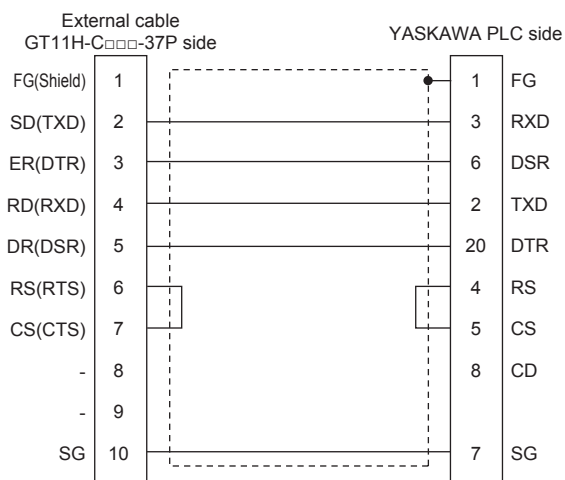 External cable
GT11H-C□□□-37P side
YASKAWA PLC side
FG(Shield) 1 1 FG
SD(TXD) 2 3 RXD
ER(DTR) 3 6 DSR
RD(RXD) 4 2 TXD
DR(DSR) 5 20 DTR
RS(RTS) 6 4 RS
CS(CTS) 7 5 CS
- 8 8 CD
- 9
SG 10 7 SG